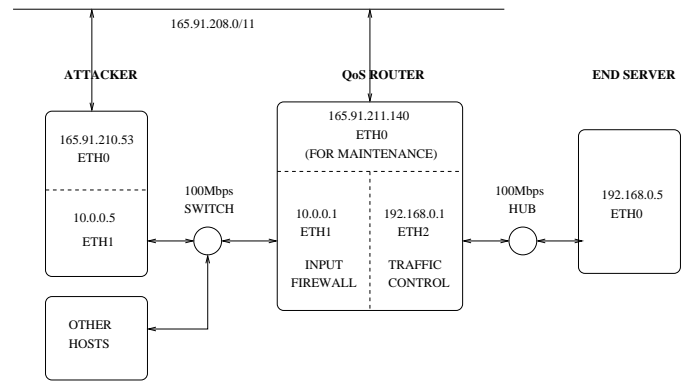 165.91.208.0/11
ATTACKER
QoS ROUTER
END SERVER
165.91.210.53
ETH0
10.0.0.5
ETH1
OTHER
HOSTS
100Mbps
SWITCH
165.91.211.140
ETH0
(FOR MAINTENANCE)
10.0.0.1
ETH1
INPUT
FIREWALL
192.168.0.1
ETH2
TRAFFIC
CONTROL
100Mbps
HUB
192.168.0.5
ETH0